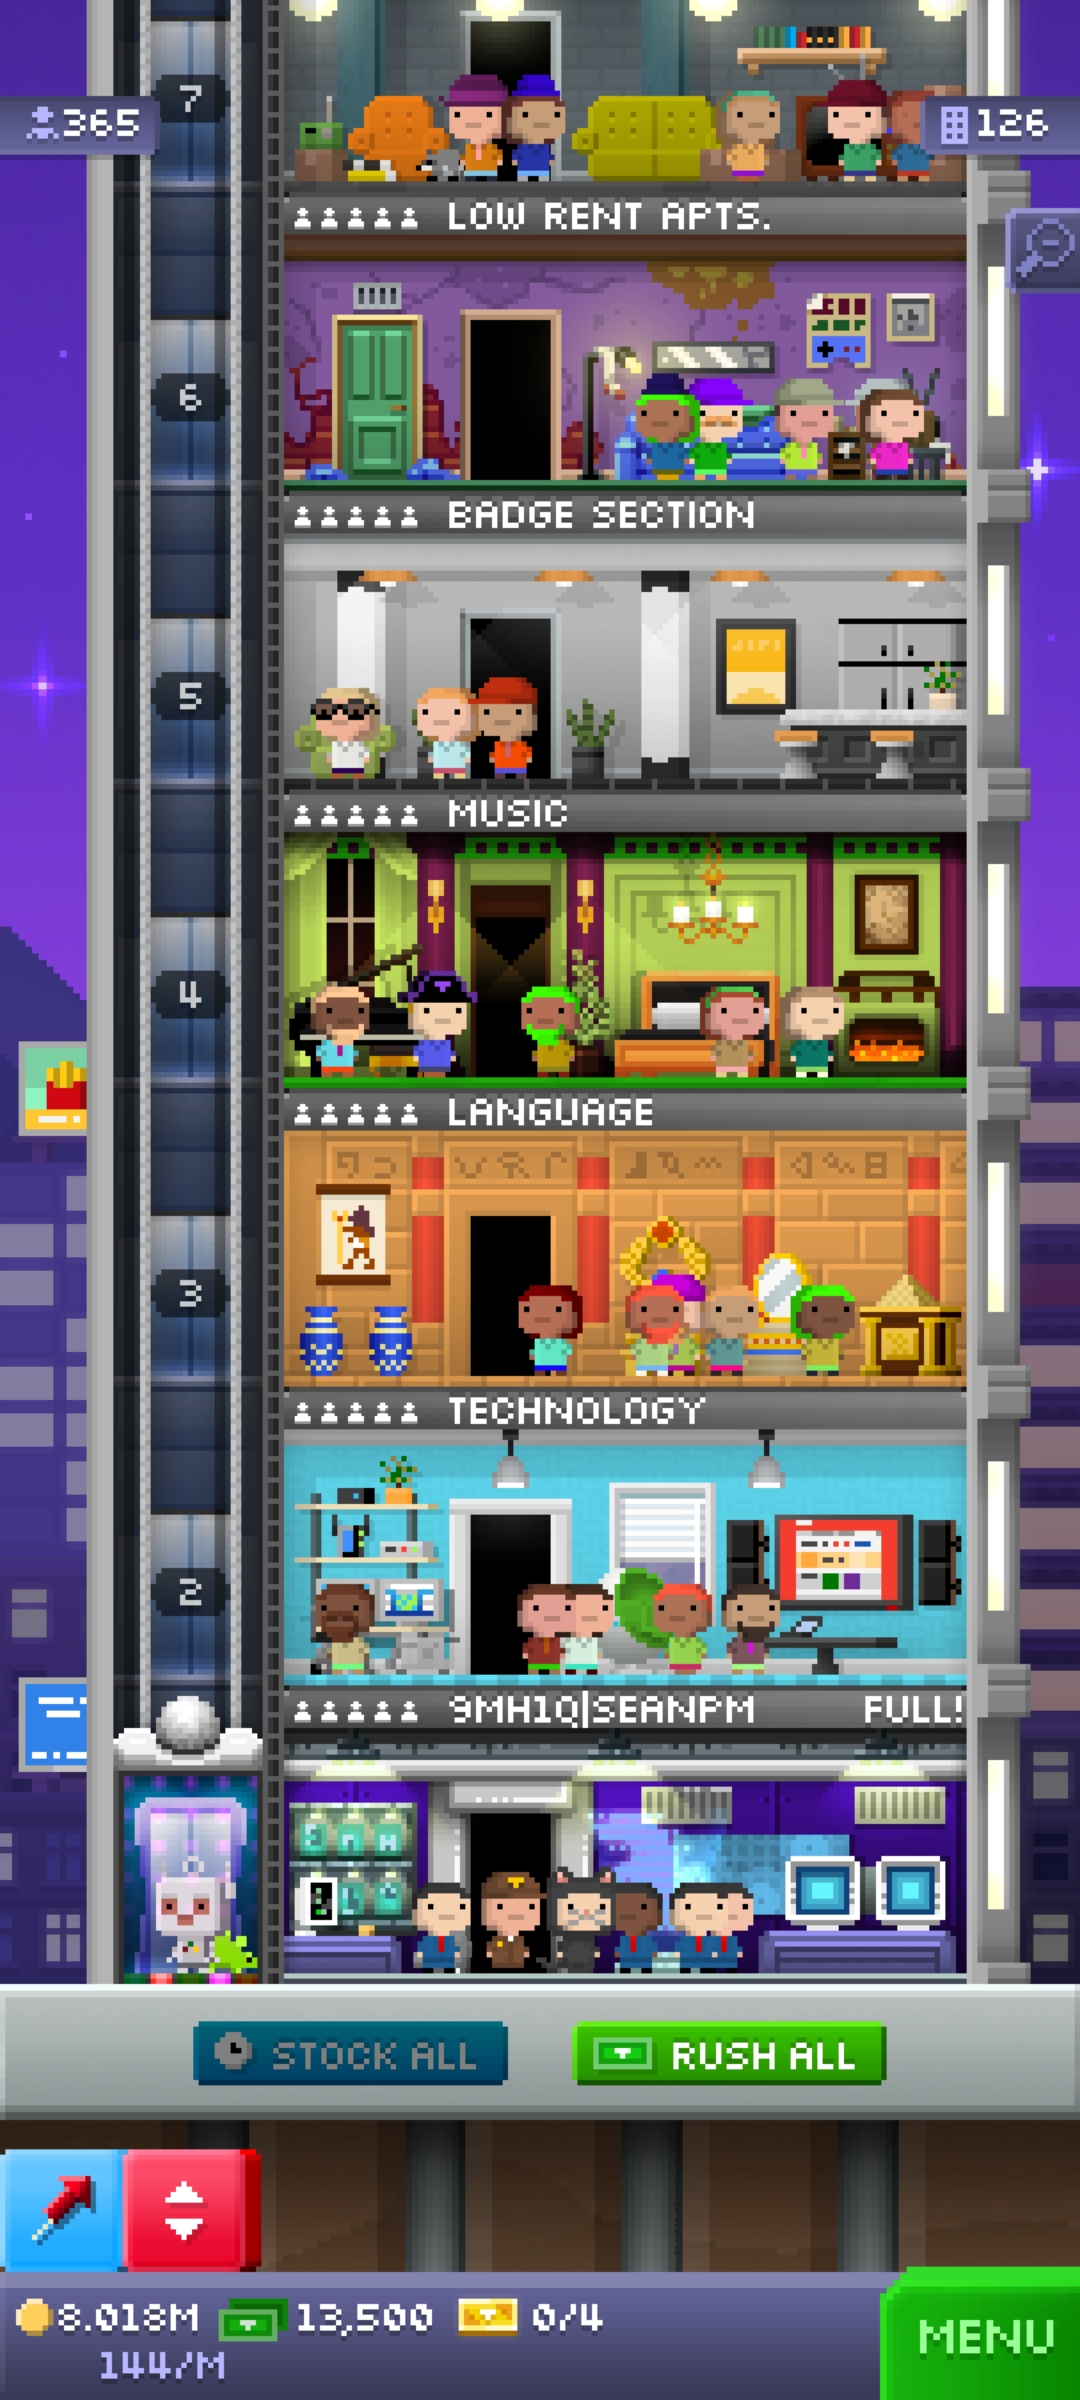 7
365
126
LOW RENT APTS.
6
BADGE SECTION
5
MUSIC
4
LANGUAGE
3
TECHNOLOGY
2
9MH1Q|SEANPM FULL!
STOCK ALL
RUSH ALL
8.018M 13,500 0/4
144/M
MENU